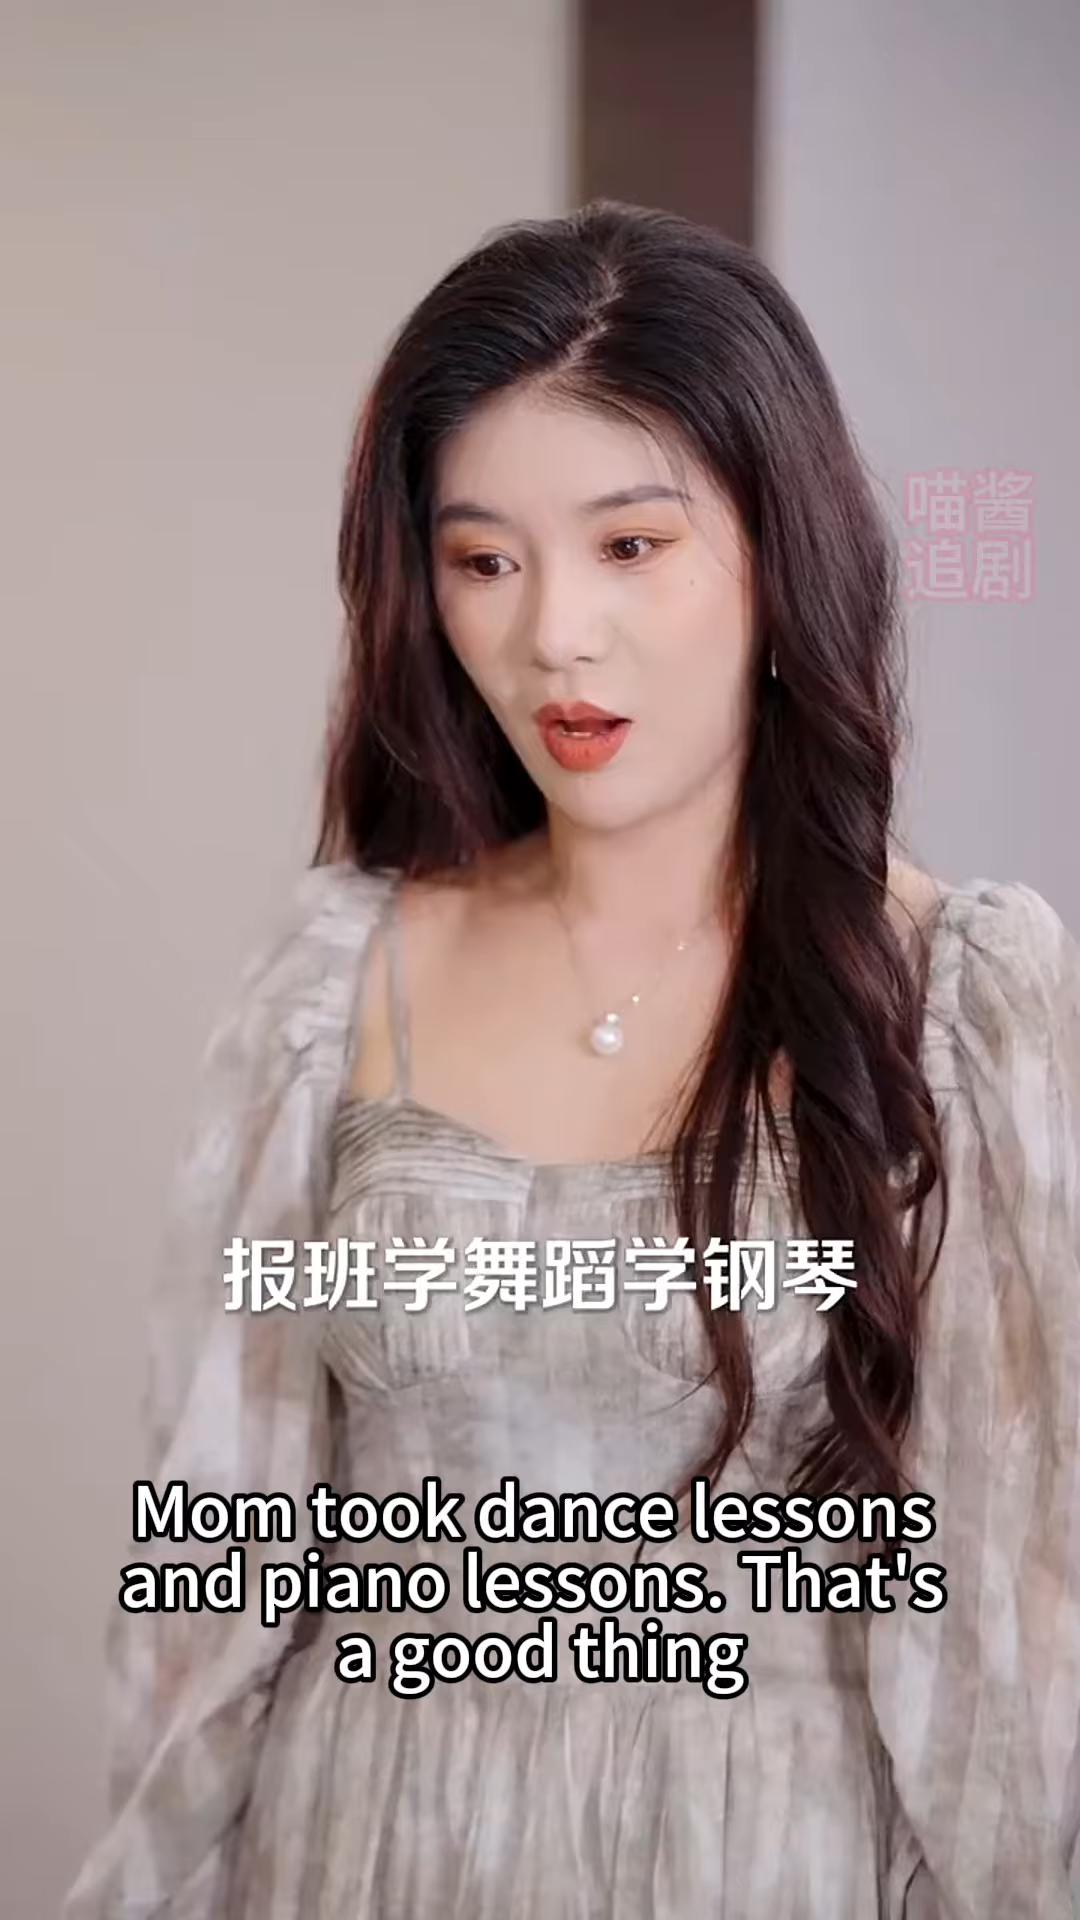 喵酱
追剧
报班学舞蹈学钢琴
Mom took dance lessons
and piano lessons. That's
a good thing